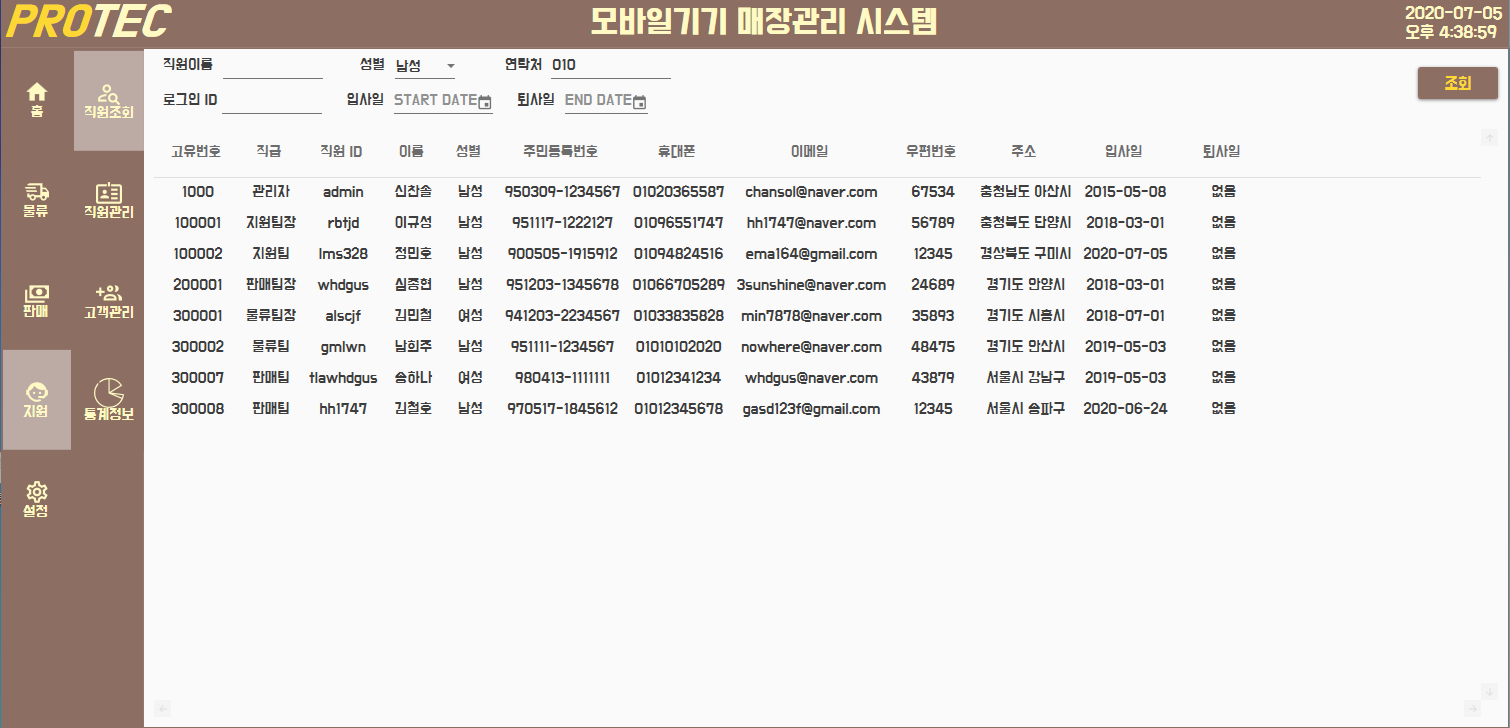 PROTEC 모바일기기 매장관리 시스템 2020-07-05
오후 4:38:59
직원이름 성별 남성 연락처 010
로그인 ID 입사일 START DATE 퇴사일 END DATE 조회
홈 직원조회
물류 직원관리
판매 고객관리
지원 통계정보
설정
고유번호 직급 직원 ID 이름 성별 주민등록번호 휴대폰 이메일 우편번호 주소 입사일 퇴사일
1000 관리자 admin 신찬솔 남성 950309-1234567 01020365587 chansol@naver.com 67534 충청남도 아산시 2015-05-08 없음
100001 지원팀장 rbtjd 이규성 남성 951117-1222127 01096551747 hh1747@naver.com 56789 충청북도 단양시 2018-03-01 없음
100002 지원팀 lms328 정민호 남성 900505-1915912 01094824516 ema164@gmail.com 12345 경상북도 구미시 2020-07-05 없음
200001 판매팀장 whdgus 심종현 남성 951203-1345678 01066705289 3sunshine@naver.com 24689 경기도 안양시 2018-03-01 없음
300001 물류팀장 alscjf 김민철 여성 941203-2234567 01033835828 min7878@naver.com 35893 경기도 시흥시 2018-07-01 없음
300002 물류팀 gmlwn 남희주 남성 951111-1234567 01010102020 nowhere@naver.com 48475 경기도 안산시 2019-05-03 없음
300007 판매팀 tlawhdgus 송하나 여성 980413-1111111 01012341234 whdgus@naver.com 43879 서울시 강남구 2019-05-03 없음
300008 판매팀 hh1747 김철호 남성 970517-1845612 01012345678 gasd123f@gmail.com 12345 서울시 송파구 2020-06-24 없음